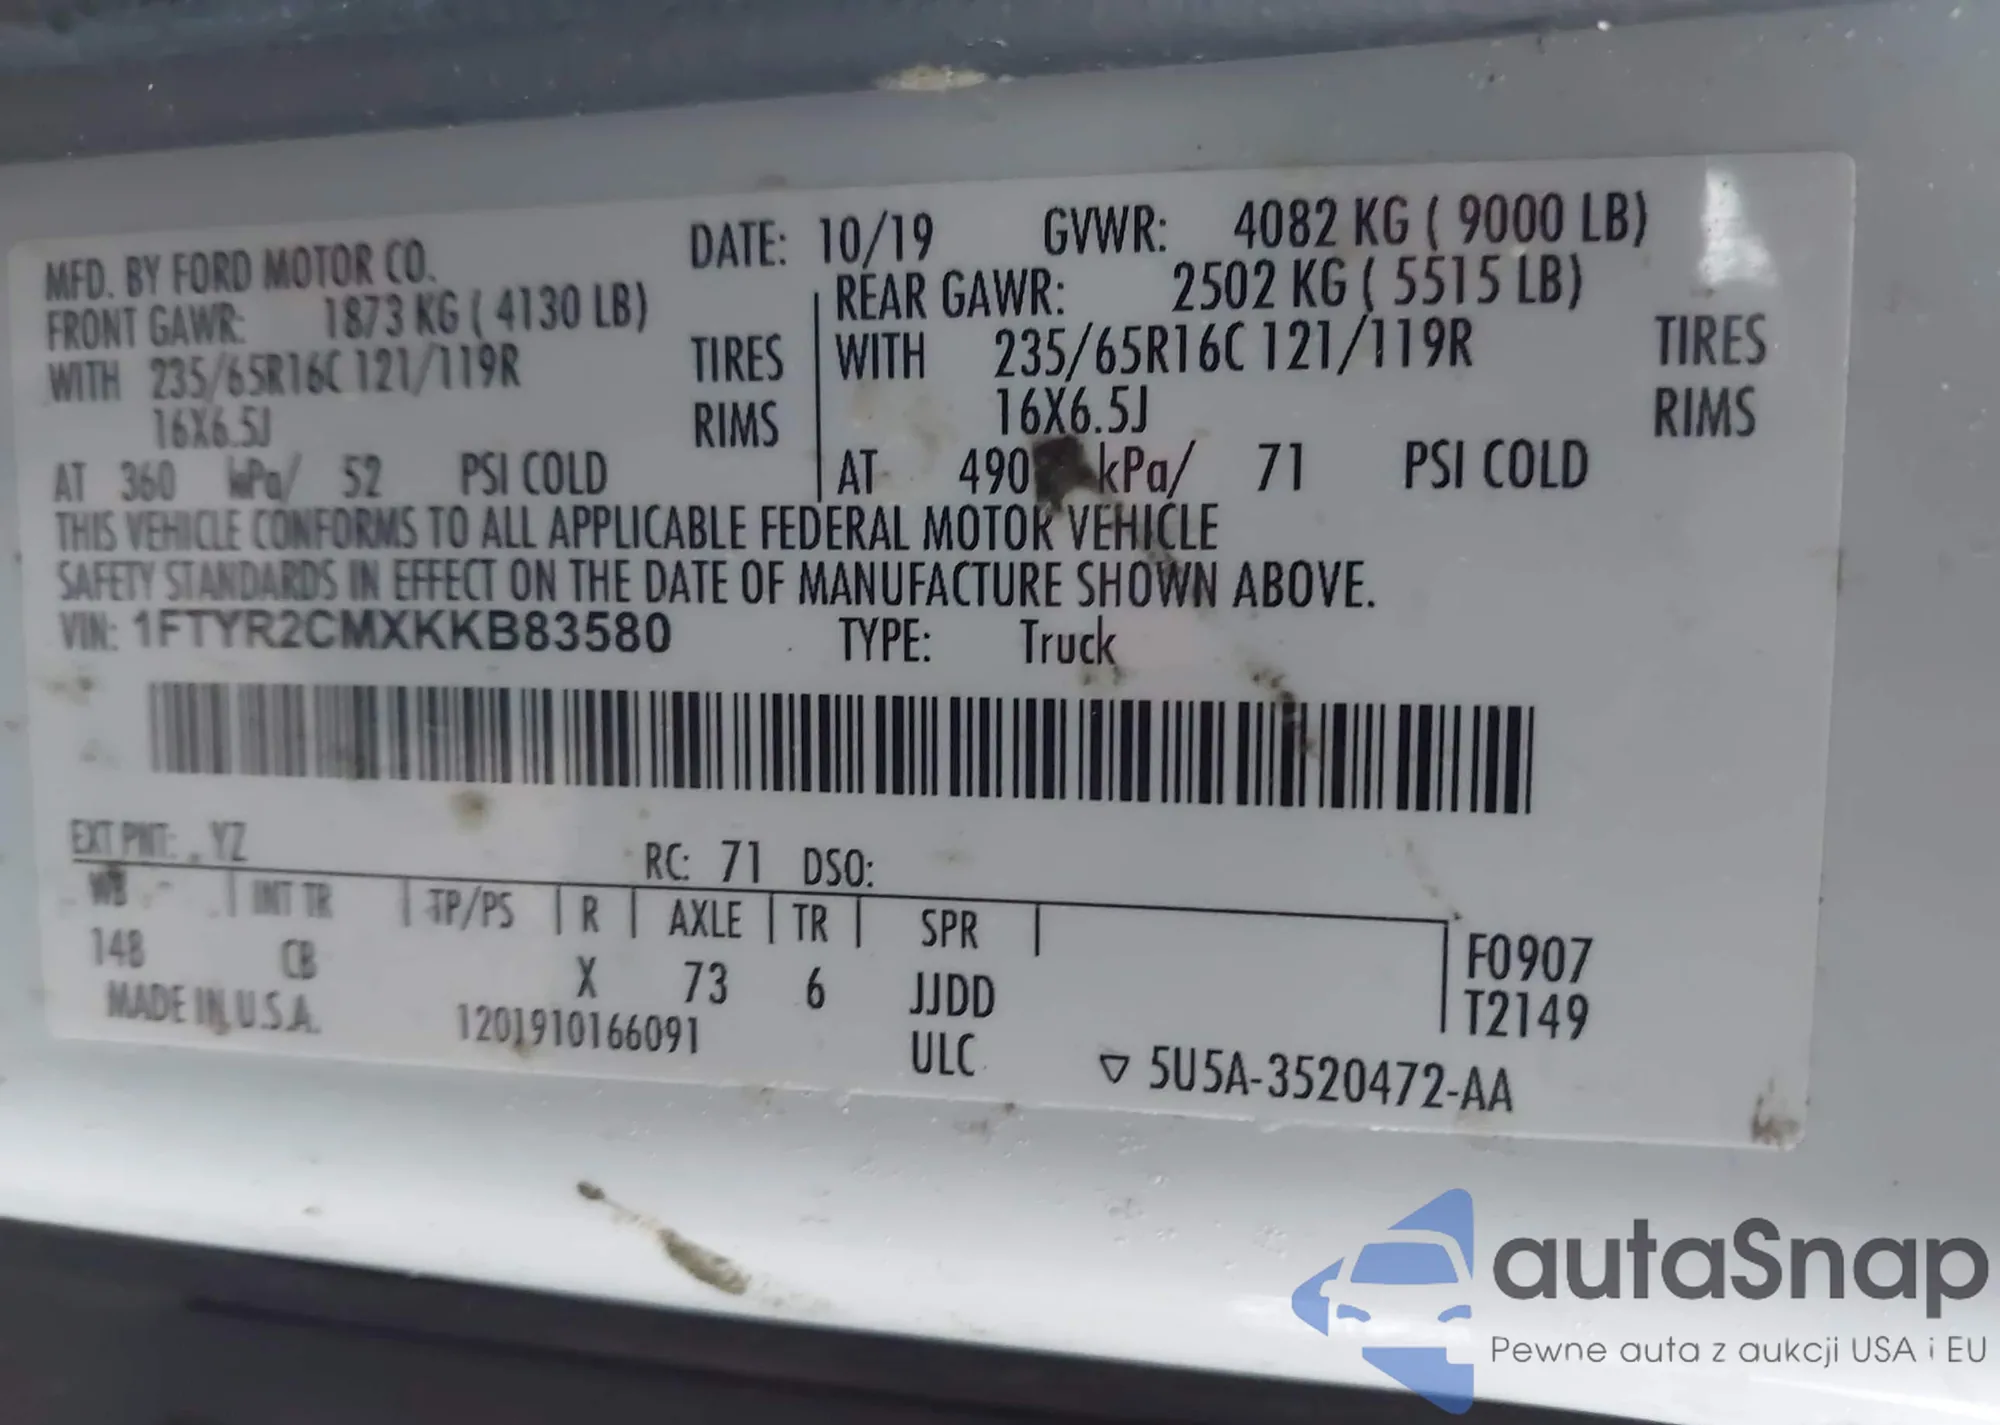 MFD. BY FORD MOTOR CO. DATE: 10/19 GVWR: 4082 KG ( 9000 LB)
FRONT GAWR: 1873 KG ( 4130 LB) REAR GAWR: 2502 KG ( 5515 LB)
WITH 235/65R16C 121/119R TIRES WITH 235/65R16C 121/119R TIRES
16X6.5J RIMS 16X6.5J RIMS
AT 360 kPa/ 52 PSI COLD AT 490 kPa/ 71 PSI COLD
THIS VEHICLE CONFORMS TO ALL APPLICABLE FEDERAL MOTOR VEHICLE
SAFETY STANDARDS IN EFFECT ON THE DATE OF MANUFACTURE SHOWN ABOVE.
VIN: 1FTYR2CMXKKB83580 TYPE: Truck
EXT PNT: YZ RC: 71 DSO:
WB INT TR TP/PS R AXLE TR SPR
148 CB X 73 6 JJDD
F0907
T2149
MADE IN U.S.A. 1201910166091 ULC ▽ 5U5A-3520472-AA
autaSnap
Pewne auta z aukcji USA i EU